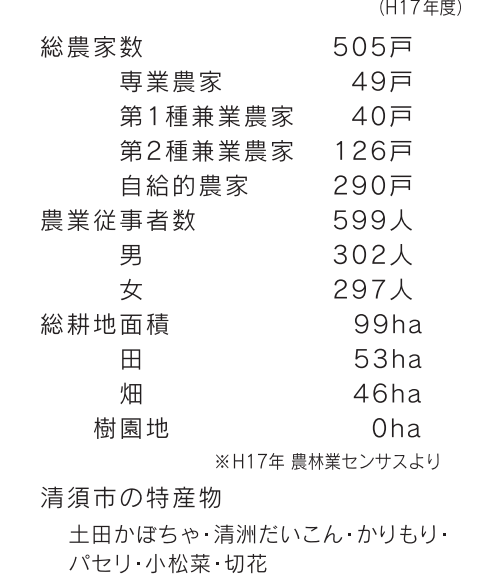 (H17年度)
総農家数 505戸
専業農家 49戸
第1種兼業農家 40戸
第2種兼業農家 126戸
自給的農家 290戸
農業従事者数 599人
男 302人
女 297人
総耕地面積 99ha
田 53ha
畑 46ha
樹園地 0ha
※H17年 農林業センサスより
清須市の特産物
土田かぼちゃ・清洲だいこん・かりもり・
パセリ・小松菜・切花